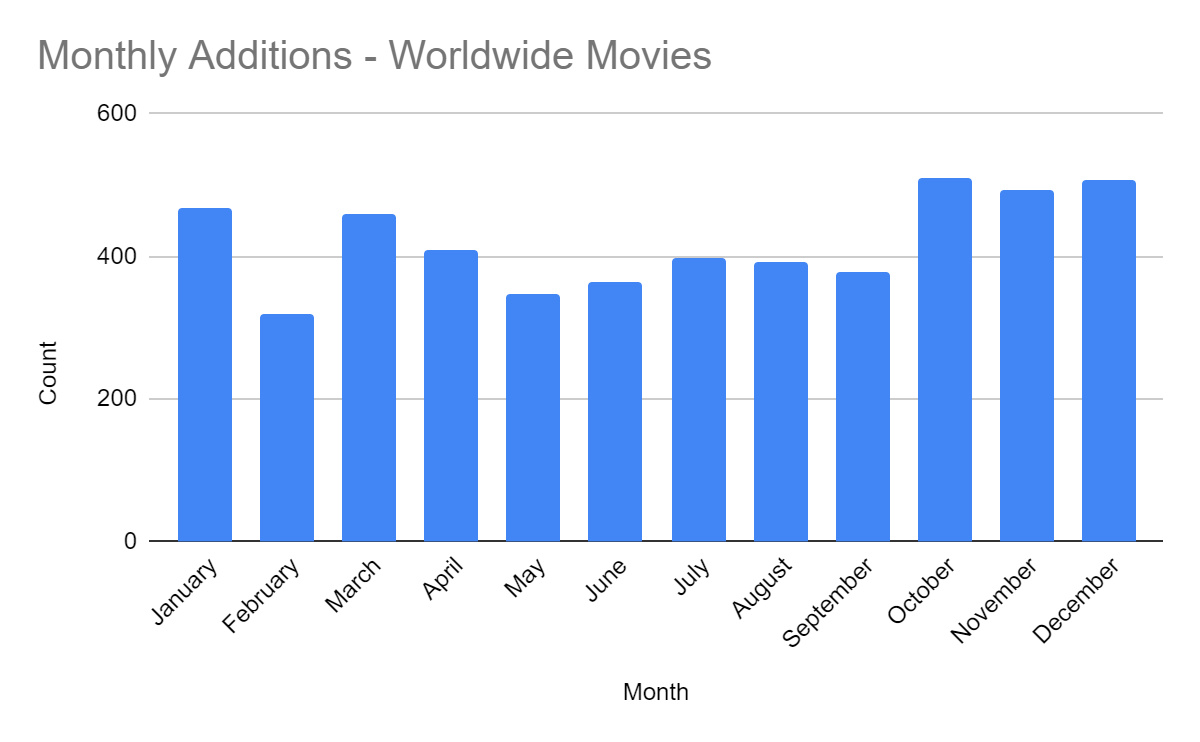 Monthly Additions - Worldwide Movies
600
400
200
0
Count
January
February
March
April
May
June
July
August
September
October
November
December
Month